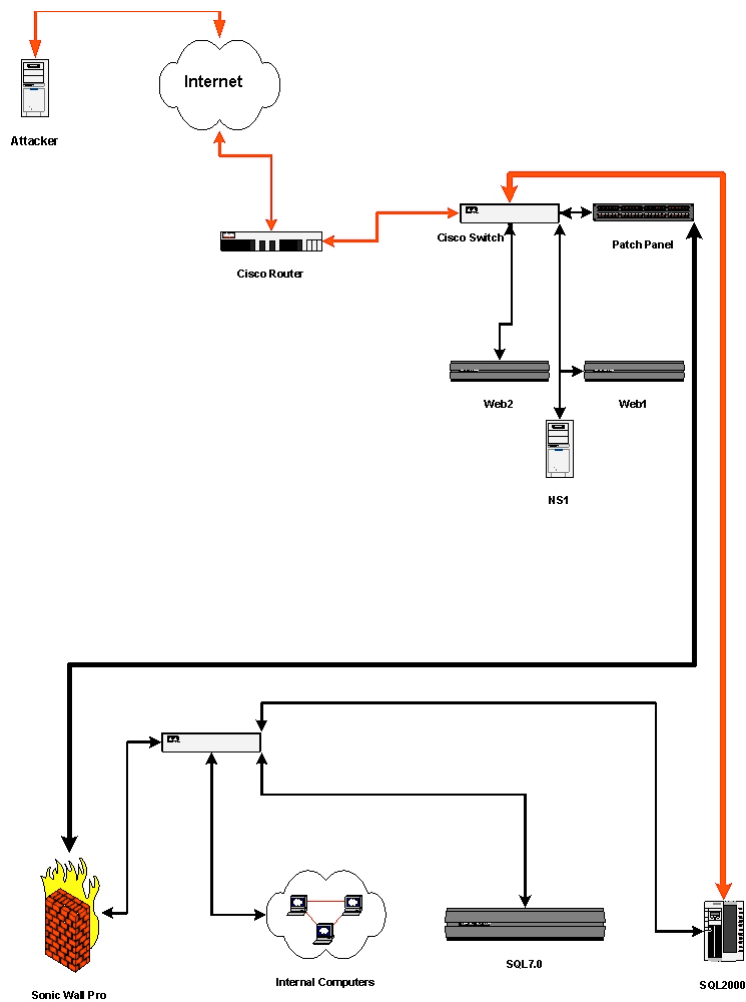 Internet
Attacker
Cisco Switch
Patch Panel
Cisco Router
Web2
Web1
NS1
SQL7.0
Internal Computers
SQL2000
Sonic Wall Pro